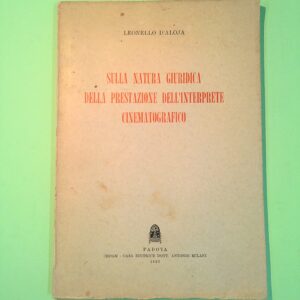 LEONELLO D'ALOJA
SULLA NATURA GIURIDICA
DELLA PRESTAZIONE DELL'INTERPRETE
CINEMATOGRAFICO
PADOVA
CEDAM - CASA EDITRICE DOTT. ANTONIO MILANI